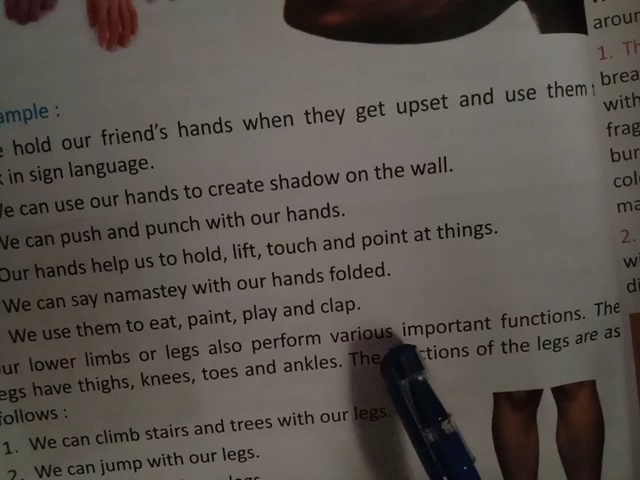 ample :
hold our friend's hands when they get upset and use them
in sign language.
We can use our hands to create shadow on the wall.
We can push and punch with our hands.
Our hands help us to hold, lift, touch and point at things.
We can say namastey with our hands folded.
We use them to eat, paint, play and clap.
ur lower limbs or legs also perform various important functions. The
egs have thighs, knees, toes and ankles. The ctions of the legs are as
follows :
1. We can climb stairs and trees with our legs.
2. We can jump with our legs.
aroun
1. Th
brea
with
frag
bur
col
ma
2.
wi
di